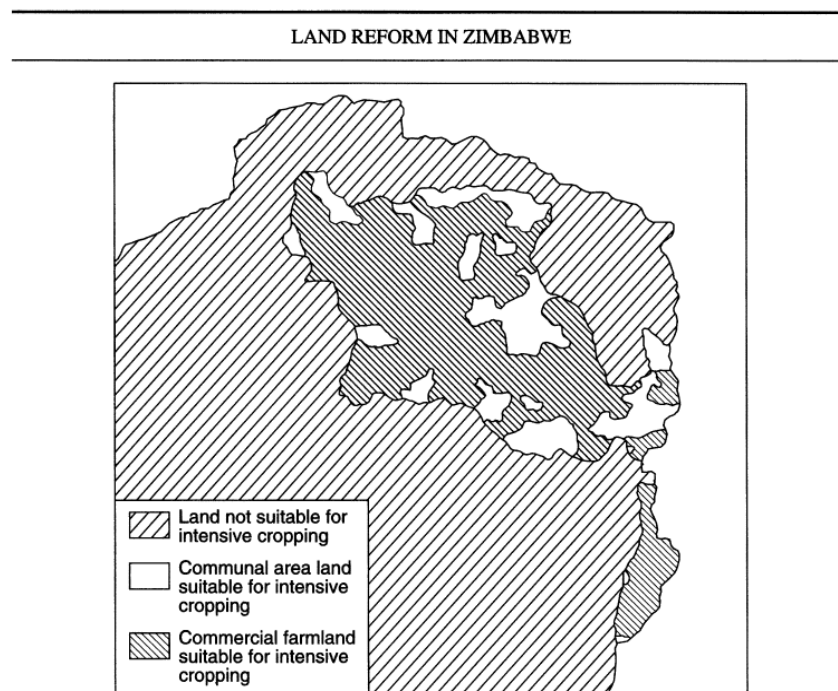 LAND REFORM IN ZIMBABWE
Land not suitable for
intensive cropping
Communal area land
suitable for intensive
cropping
Commercial farmland
suitable for intensive
cropping